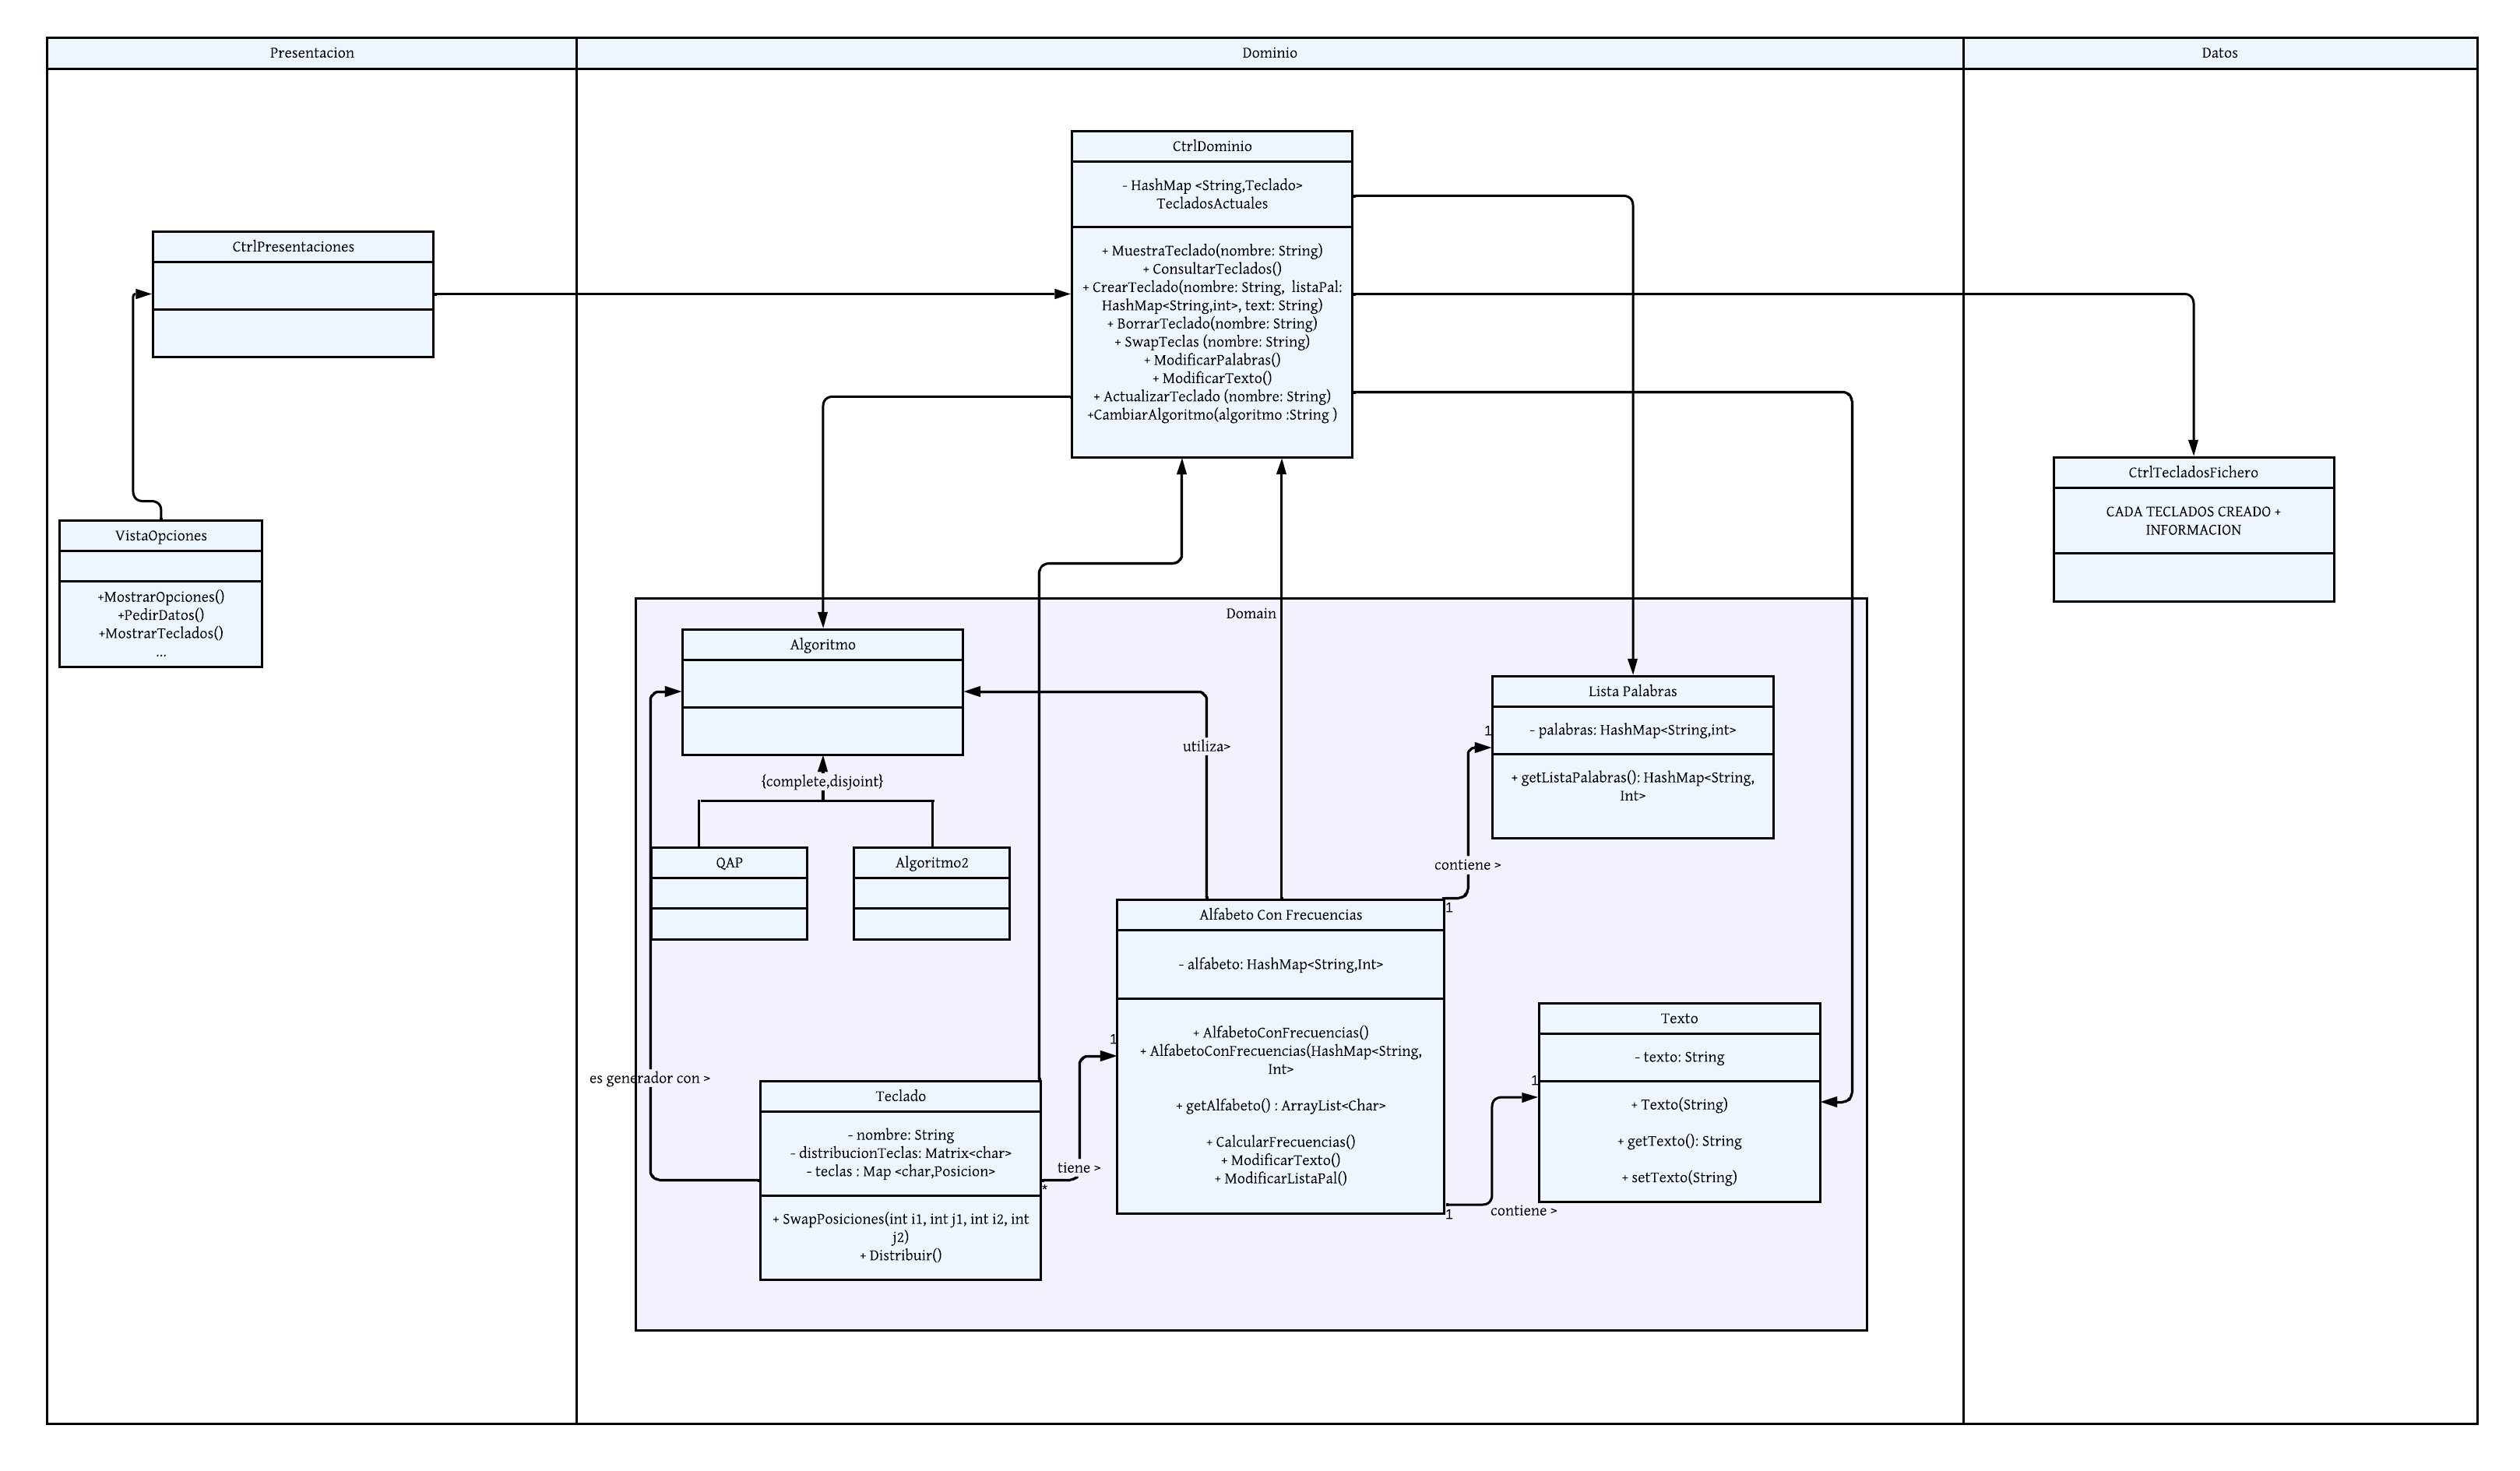 Presentacion
Dominio
Datos
CtrlDominio
- HashMap <String,Teclado>
TecladosActuales
+ MuestraTeclado(nombre: String)
+ ConsultarTeclados()
+ CrearTeclado(nombre: String, listaPal:
HashMap<String,int>, text: String)
+ BorrarTeclado(nombre: String)
+ SwapTeclas (nombre: String)
+ ModificarPalabras()
+ ModificarTexto()
+ ActualizarTeclado (nombre: String)
+CambiarAlgoritmo(algoritmo :String )
CtrlPresentaciones
VistaOpciones
+MostrarOpciones()
+PedirDatos()
+MostrarTeclados()
...
CtrlTecladosFichero
CADA TECLADOS CREADO +
INFORMACION
Domain
Algoritmo
{complete,disjoint}
QAP
Algoritmo2
utiliza>
Lista Palabras
- palabras: HashMap<String,int>
+ getListaPalabras(): HashMap<String,
Int>
1
contiene >
1
Alfabeto Con Frecuencias
- alfabeto: HashMap<String,Int>
+ AlfabetoConFrecuencias()
+ AlfabetoConFrecuencias(HashMap<String,
Int>
+ getAlfabeto() : ArrayList<Char>
+ CalcularFrecuencias()
+ ModificarTexto()
+ ModificarListaPal()
Texto
- texto: String
+ Texto(String)
+ getTexto(): String
+ setTexto(String)
1
contiene >
1
es generador con >
Teclado
- nombre: String
- distribucionTeclas: Matrix<char>
- teclas : Map <char,Posicion>
+ SwapPosiciones(int i1, int j1, int i2, int
j2)
+ Distribuir()
1
tiene >
*